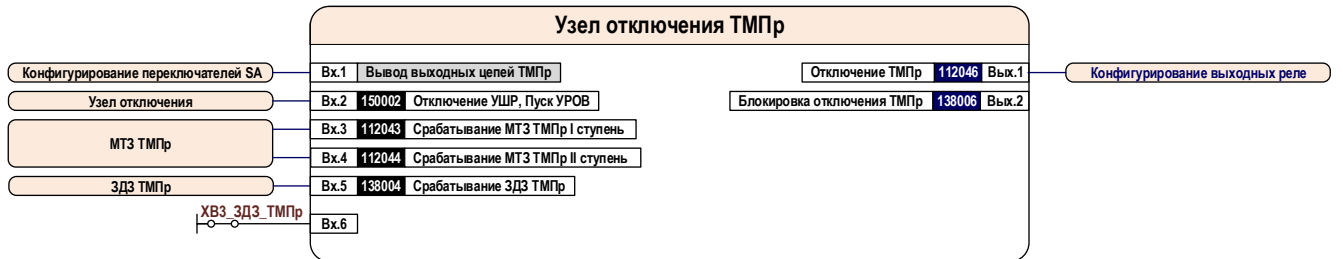 Узел отключения ТМПр
Конфигурирование переключателей SA
Вх.1 Вывод выходных цепей ТМПр
Отключение ТМПр 112046 Вых.1
Конфигурирование выходных реле
Узел отключения
Вх.2 150002 Отключение УШР, Пуск УРОВ
Блокировка отключения ТМПр 138006 Вых.2
МТЗ ТМПр
Вх.3 112043 Срабатывание МТЗ ТМПр I ступень
Вх.4 112044 Срабатывание МТЗ ТМПр II ступень
ЗДЗ ТМПр
Вх.5 138004 Срабатывание ЗДЗ ТМПр
XB3_ЗДЗ_ТМПр
Вх.6